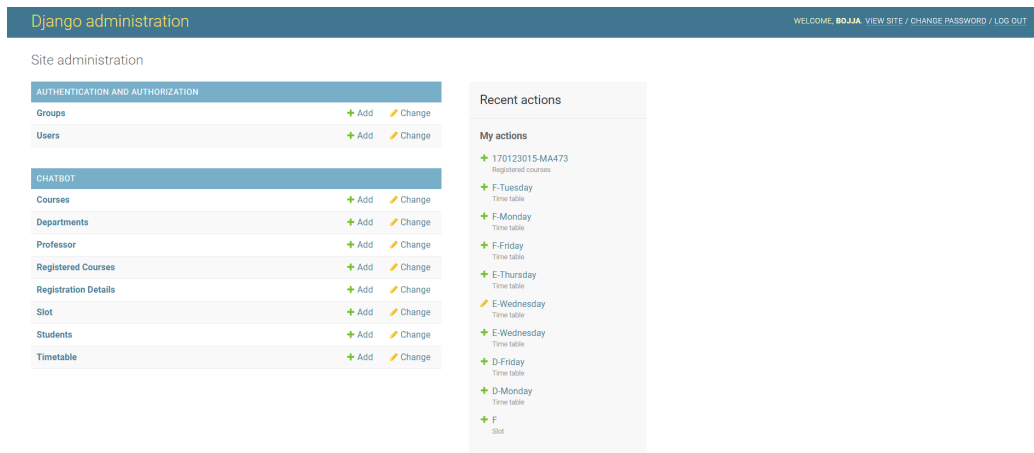 Django administration
WELCOME, BOJJA. VIEW SITE / CHANGE PASSWORD / LOG OUT
Site administration
AUTHENTICATION AND AUTHORIZATION
Groups Add Change
Users Add Change
CHATBOT
Courses Add Change
Departments Add Change
Professor Add Change
Registered Courses Add Change
Registration Details Add Change
Slot Add Change
Students Add Change
Timetable Add Change
Recent actions
My actions
170123015-MA473
Registered courses
F-Tuesday
Time table
F-Monday
Time table
F-Friday
Time table
E-Thursday
Time table
E-Wednesday
Time table
E-Wednesday
Time table
D-Friday
Time table
D-Monday
Time table
F
Slot